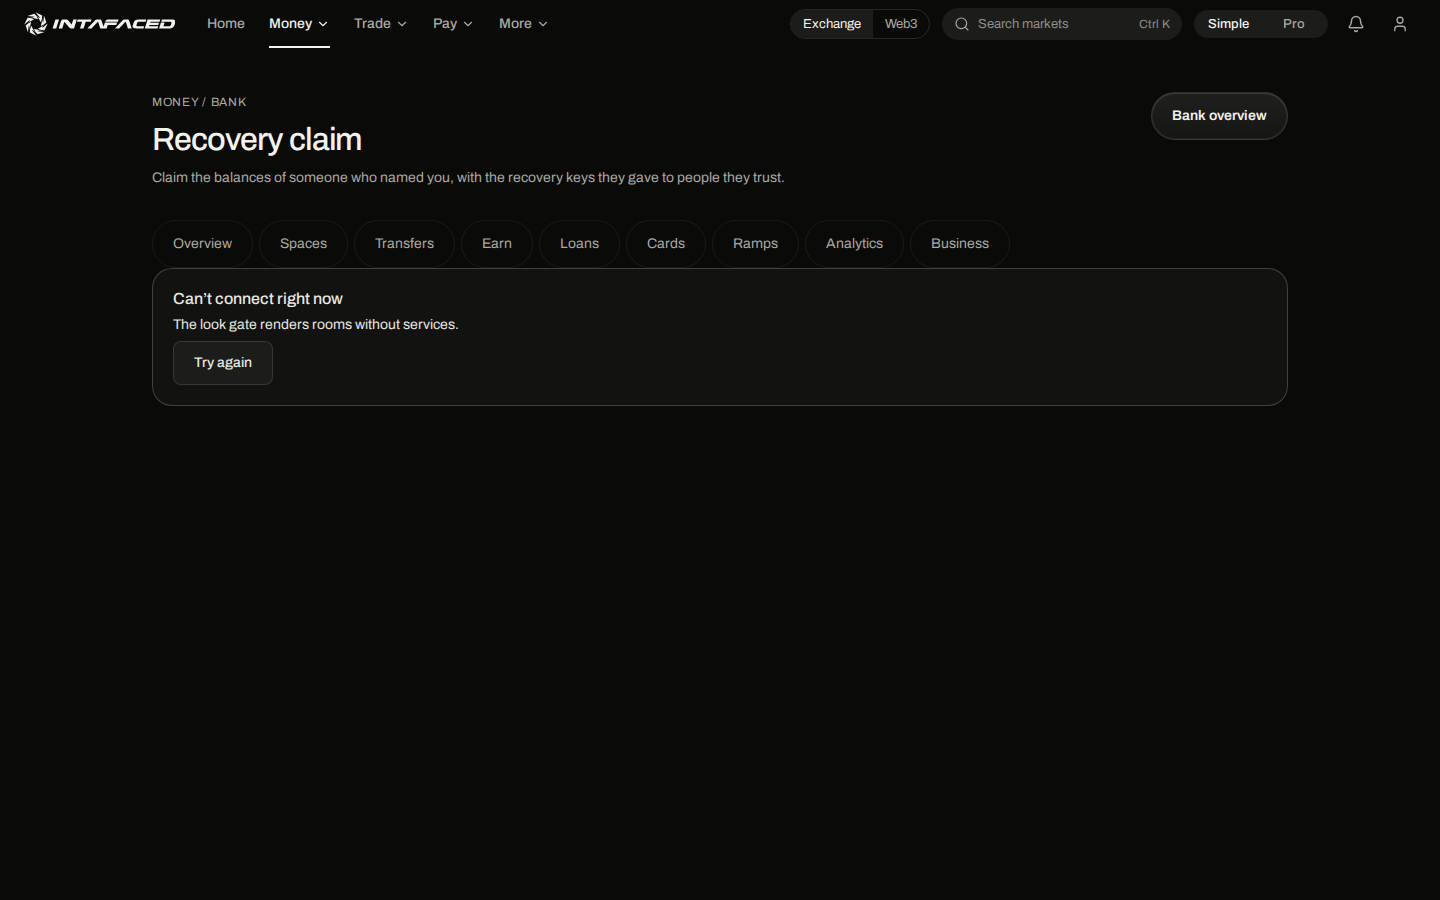 INTAFACED Home Money Trade Pay More Exchange Web3 Search markets Ctrl K Simple Pro
MONEY / BANK
Bank overview
Recovery claim
Claim the balances of someone who named you, with the recovery keys they gave to people they trust.
Overview Spaces Transfers Earn Loans Cards Ramps Analytics Business
Can’t connect right now
The look gate renders rooms without services.
Try again